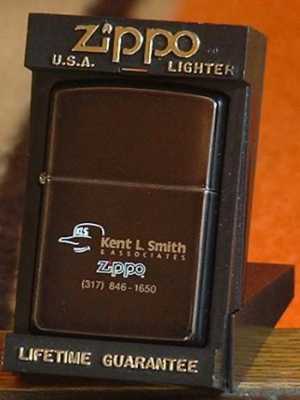 Zippo
U.S.A. LIGHTER
KLS
Kent L. Smith
& ASSOCIATES
Zippo
(317) 846-1650
LIFETIME GUARANTEE